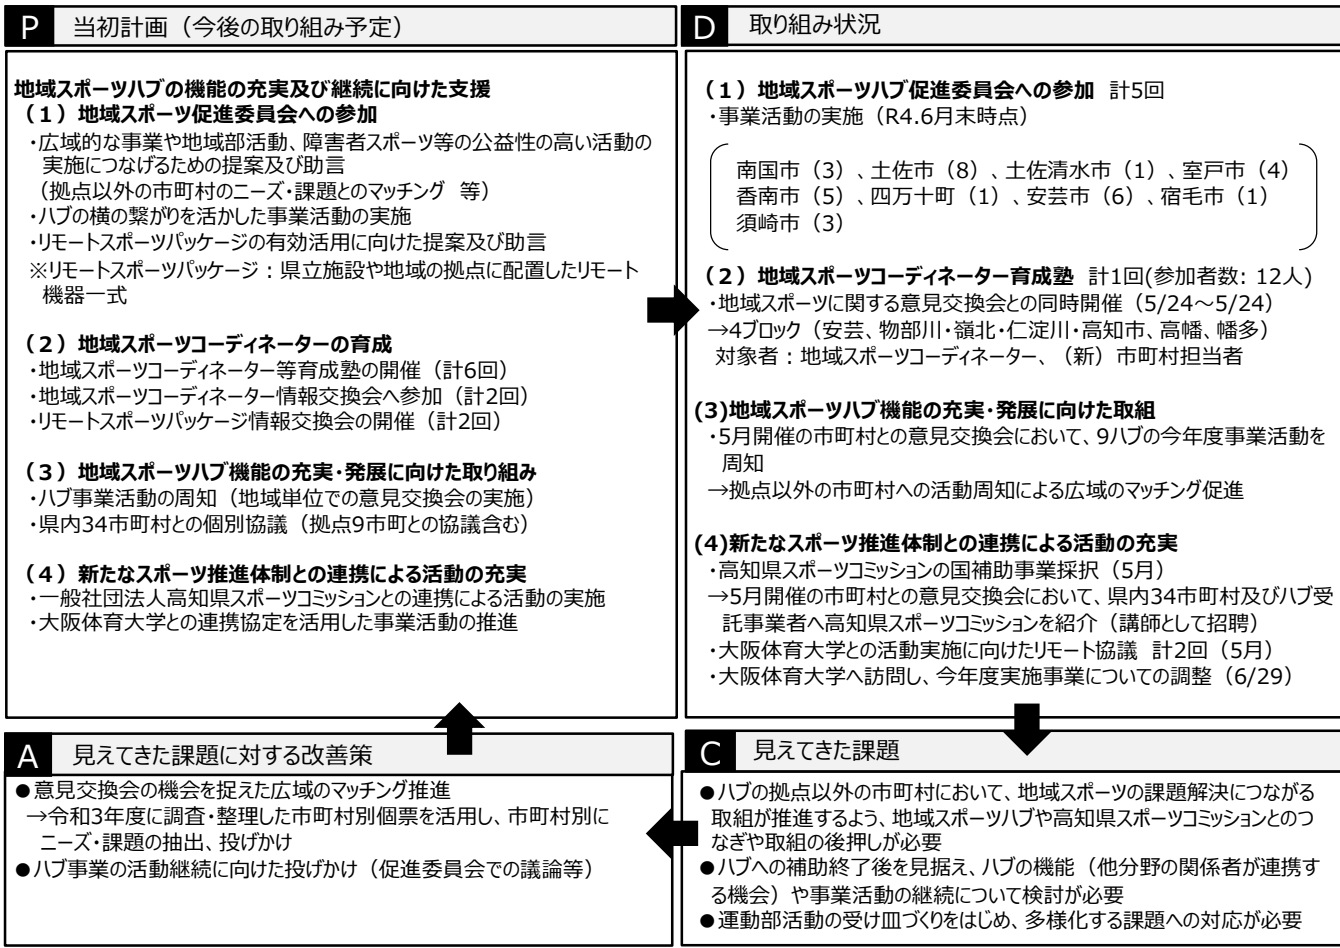 P 当初計画（今後の取り組み予定）
地域スポーツハブの機能の充実及び継続に向けた支援
（１）地域スポーツ促進委員会への参加
・広域的な事業や地域部活動、障害者スポーツ等の公益性の高い活動の
実施につなげるための提案及び助言
（拠点以外の市町村のニーズ・課題とのマッチング 等）
・ハブの横の繋がりを活かした事業活動の実施
・リモートスポーツパッケージの有効活用に向けた提案及び助言
※リモートスポーツパッケージ：県立施設や地域の拠点に配置したリモート
機器一式
（２）地域スポーツコーディネーターの育成
・地域スポーツコーディネーター等育成塾の開催（計6回）
・地域スポーツコーディネーター情報交換会へ参加（計2回）
・リモートスポーツパッケージ情報交換会の開催（計2回）
（３）地域スポーツハブ機能の充実・発展に向けた取り組み
・ハブ事業活動の周知（地域単位での意見交換会の実施）
・県内34市町村との個別協議（拠点9市町との協議含む）
（４）新たなスポーツ推進体制との連携による活動の充実
・一般社団法人高知県スポーツコミッションとの連携による活動の実施
・大阪体育大学との連携協定を活用した事業活動の推進
D 取り組み状況
（１）地域スポーツハブ促進委員会への参加 計5回
・事業活動の実施（R4.6月末時点）
南国市（3）、土佐市（8）、土佐清水市（1）、室戸市（4）
香南市（5）、四万十町（1）、安芸市（6）、宿毛市（1）
須崎市（3）
（２）地域スポーツコーディネーター育成塾 計1回(参加者数: 12人)
・地域スポーツに関する意見交換会との同時開催（5/24～5/24）
→4ブロック（安芸、物部川・嶺北・仁淀川・高知市、高幡、幡多）
対象者：地域スポーツコーディネーター、（新）市町村担当者
(3)地域スポーツハブ機能の充実・発展に向けた取組
・5月開催の市町村との意見交換会において、9ハブの今年度事業活動を
周知
→拠点以外の市町村への活動周知による広域のマッチング促進
(4)新たなスポーツ推進体制との連携による活動の充実
・高知県スポーツコミッションの国補助事業採択（5月）
→5月開催の市町村との意見交換会において、県内34市町村及びハブ受
託事業者へ高知県スポーツコミッションを紹介（講師として招聘）
・大阪体育大学との活動実施に向けたリモート協議 計2回（5月）
・大阪体育大学へ訪問し、今年度実施事業についての調整（6/29）
A 見えてきた課題に対する改善策
●意見交換会の機会を捉えた広域のマッチング推進
→令和3年度に調査・整理した市町村別個票を活用し、市町村別に
ニーズ・課題の抽出、投げかけ
●ハブ事業の活動継続に向けた投げかけ（促進委員会での議論等）
C 見えてきた課題
●ハブの拠点以外の市町村において、地域スポーツの課題解決につながる
取組が推進するよう、地域スポーツハブや高知県スポーツコミッションとのつ
なぎや取組の後押しが必要
●ハブへの補助終了後を見据え、ハブの機能（他分野の関係者が連携す
る機会）や事業活動の継続について検討が必要
●運動部活動の受け皿づくりをはじめ、多様化する課題への対応が必要